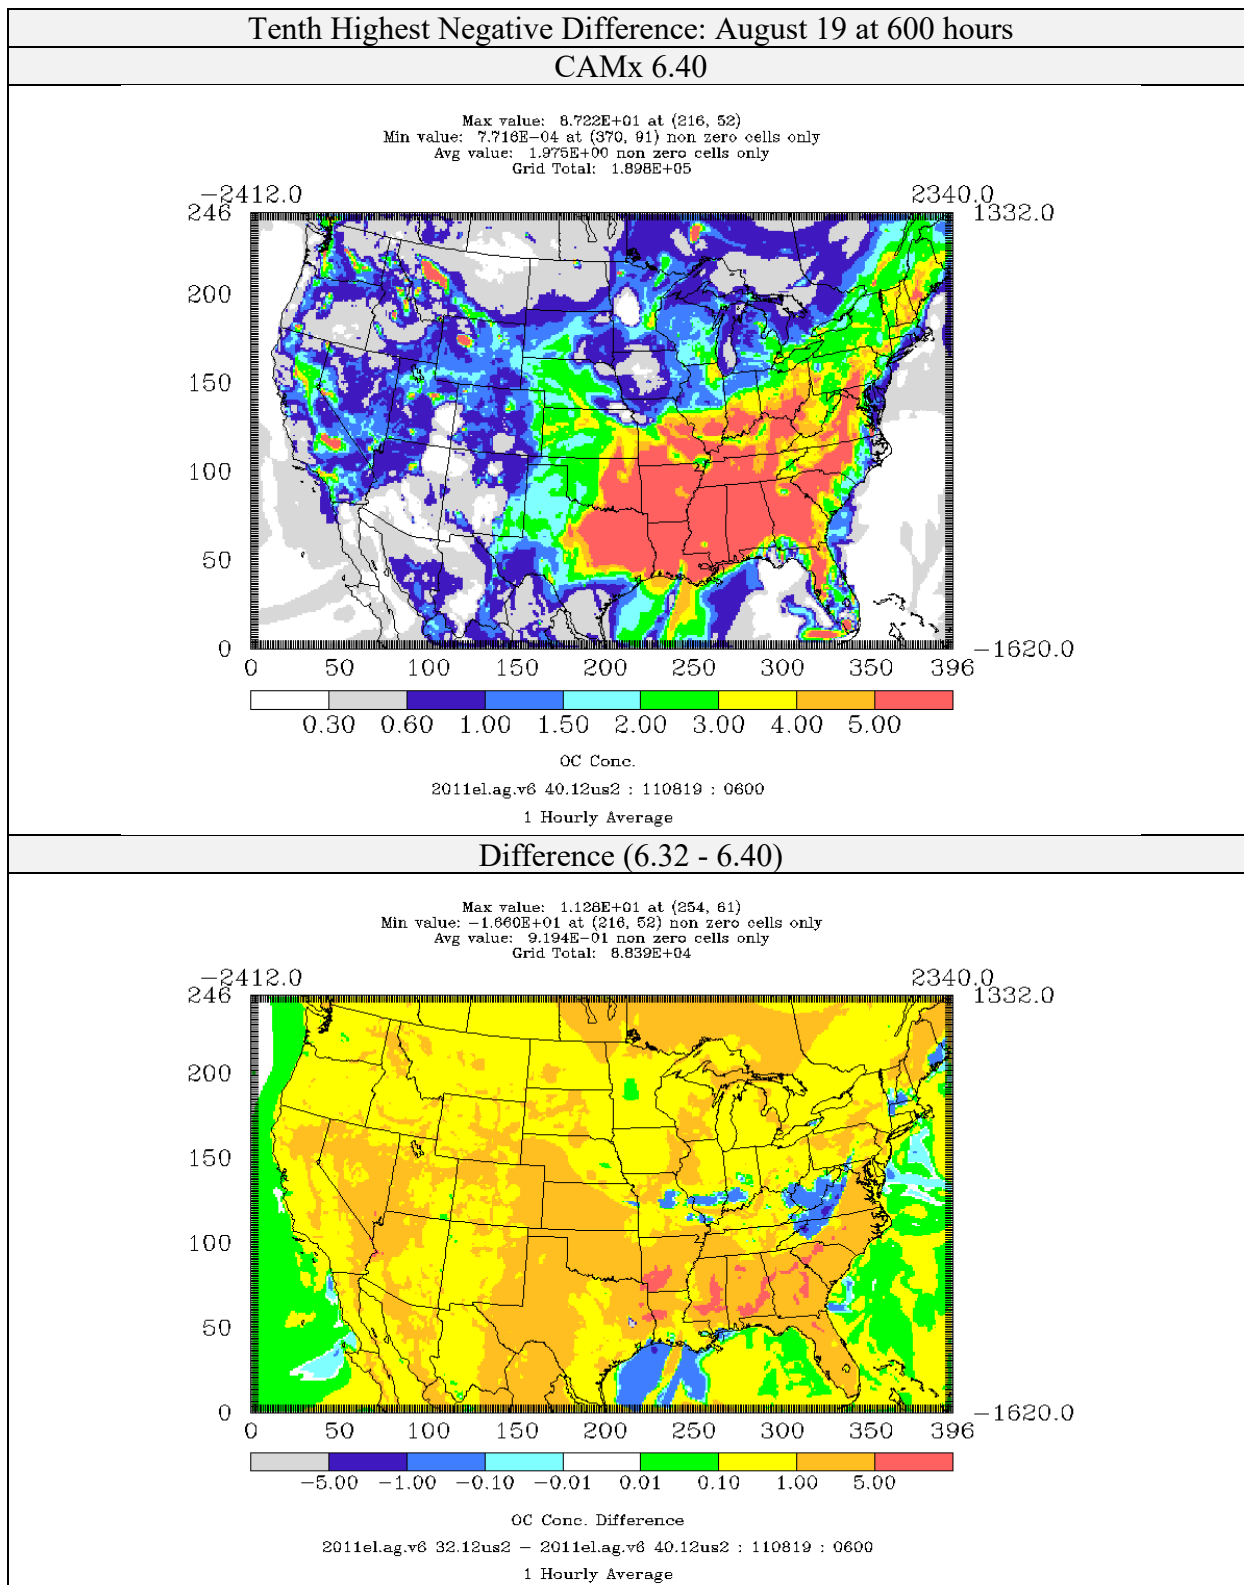 Tenth Highest Negative Difference: August 19 at 600 hours
CAMx 6.40
Max value: 8.722E+01 at (216, 52)
Min value: 7.716E-04 at (370, 91) non zero cells only
Avg value: 1.975E+00 non zero cells only
Grid Total: 1.898E+05
-2412.0 2340.0
246 1332.0
200
150
100
50
0 -1620.0
0 50 100 150 200 250 300 350 396
0.30 0.60 1.00 1.50 2.00 3.00 4.00 5.00
OC Conc.
2011el.ag.v6 40.12us2 : 110819 : 0600
1 Hourly Average
Difference (6.32 - 6.40)
Max value: 1.128E+01 at (254, 61)
Min value: -1.660E+01 at (216, 52) non zero cells only
Avg value: 9.194E-01 non zero cells only
Grid Total: 8.839E+04
-2412.0 2340.0
246 1332.0
200
150
100
50
0 -1620.0
0 50 100 150 200 250 300 350 396
-5.00 -1.00 -0.10 -0.01 0.01 0.10 1.00 5.00
OC Conc. Difference
2011el.ag.v6 32.12us2 - 2011el.ag.v6 40.12us2 : 110819 : 0600
1 Hourly Average